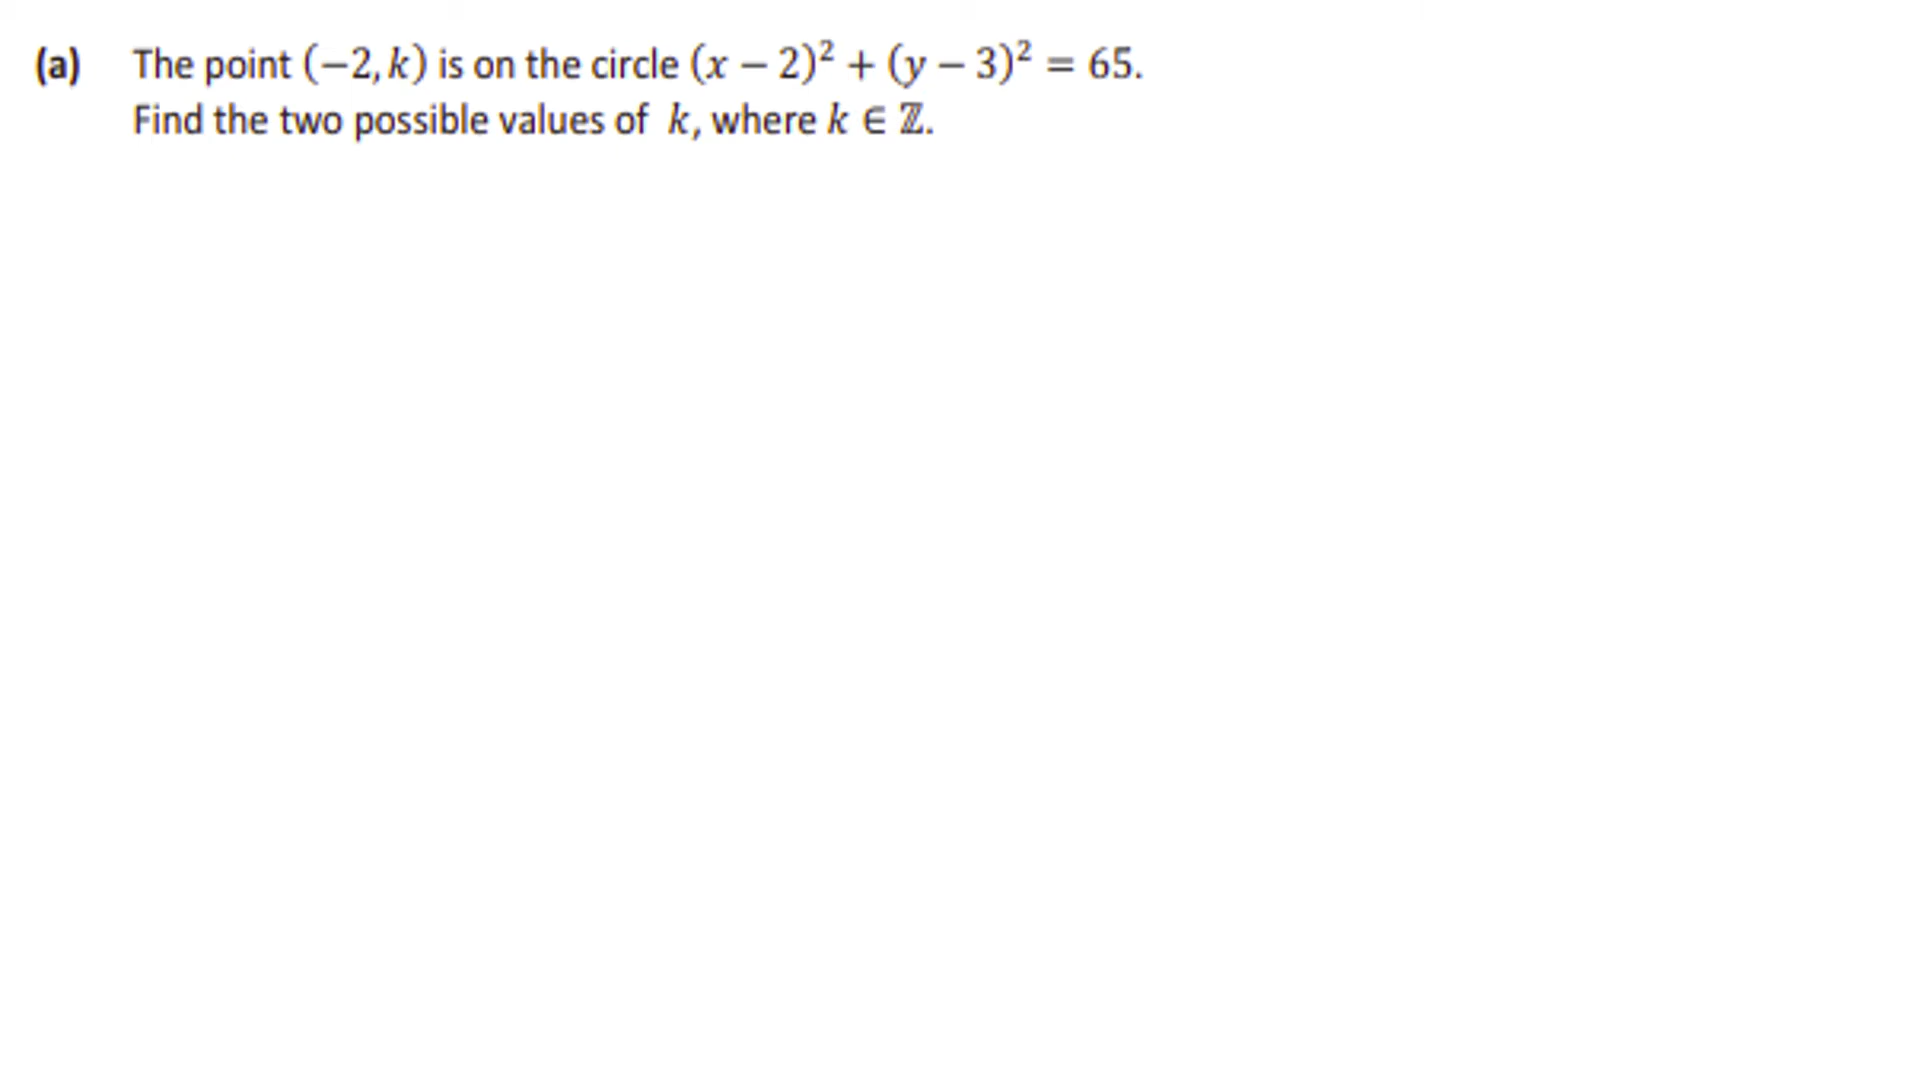 (a) The point (−2, k) is on the circle (x − 2)² + (y − 3)² = 65.
Find the two possible values of k, where k ∈ ℤ.